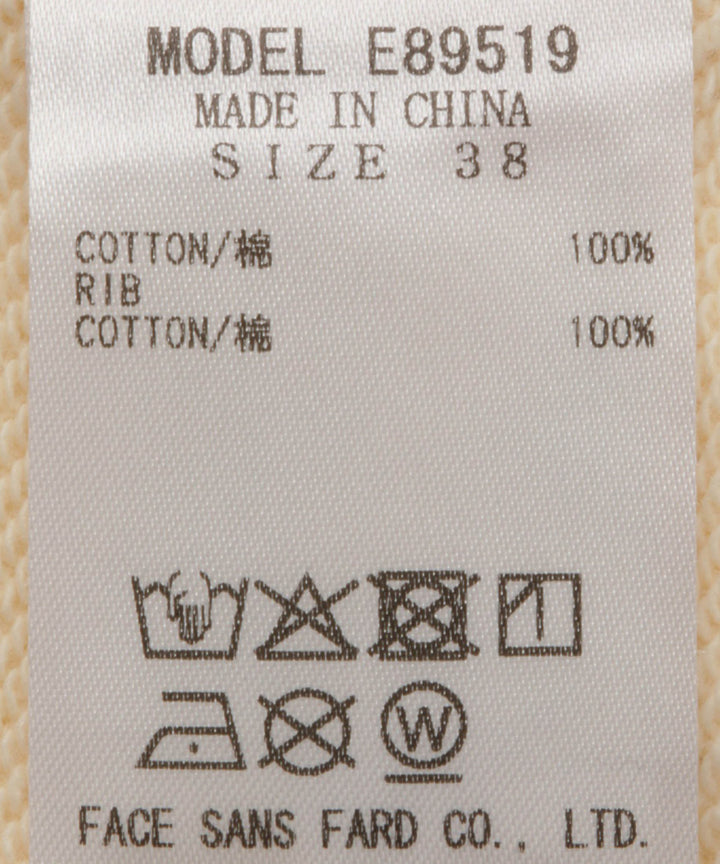 MODEL E89519
MADE IN CHINA
SIZE 38
COTTON/棉 100%
RIB
COTTON/棉 100%
W
FACE SANS FARD CO., LTD.